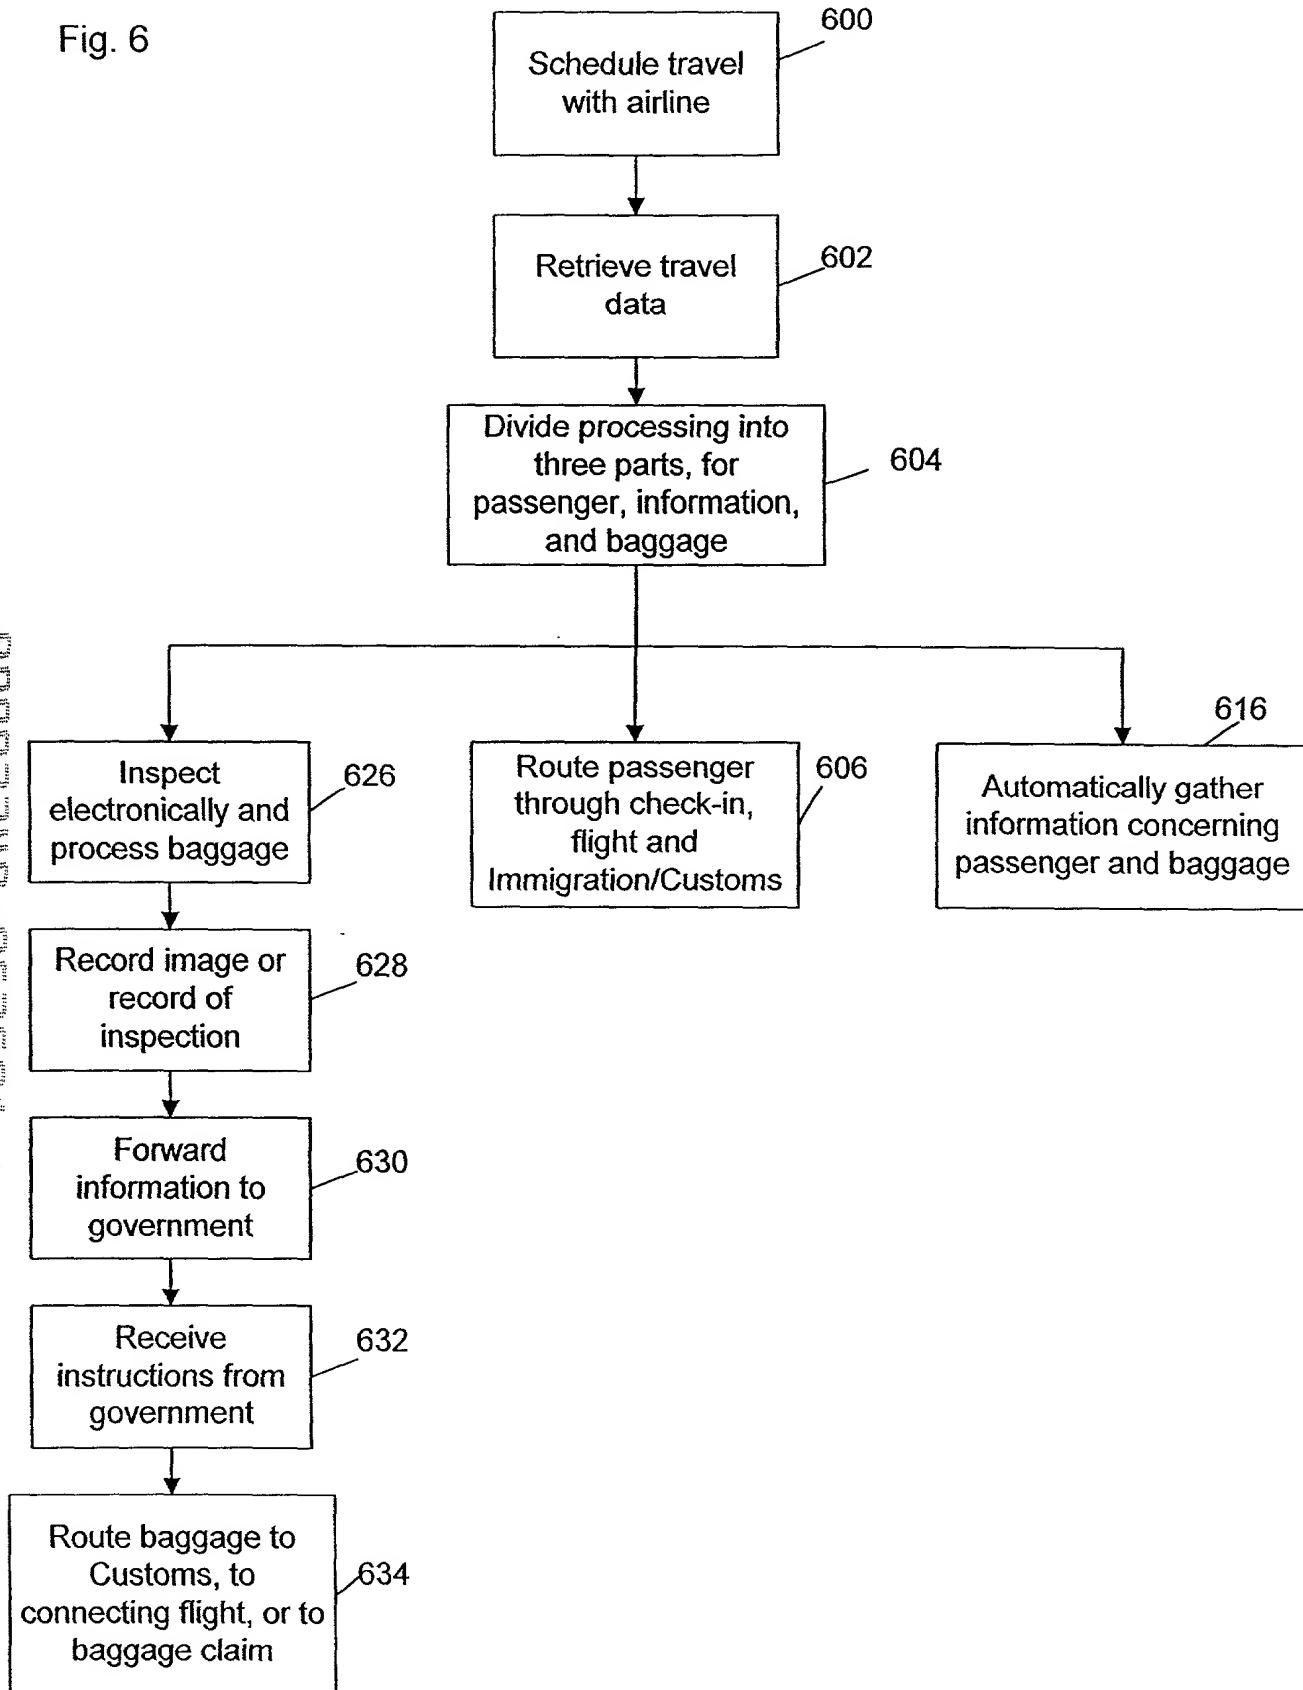 Fig. 6
600
Schedule travel
with airline
602
Retrieve travel
data
604
Divide processing into
three parts, for
passenger, information,
and baggage
626
Inspect
electronically and
process baggage
606
Route passenger
through check-in,
flight and
Immigration/Customs
616
Automatically gather
information concerning
passenger and baggage
628
Record image or
record of
inspection
630
Forward
information to
government
632
Receive
instructions from
government
634
Route baggage to
Customs, to
connecting flight, or to
baggage claim